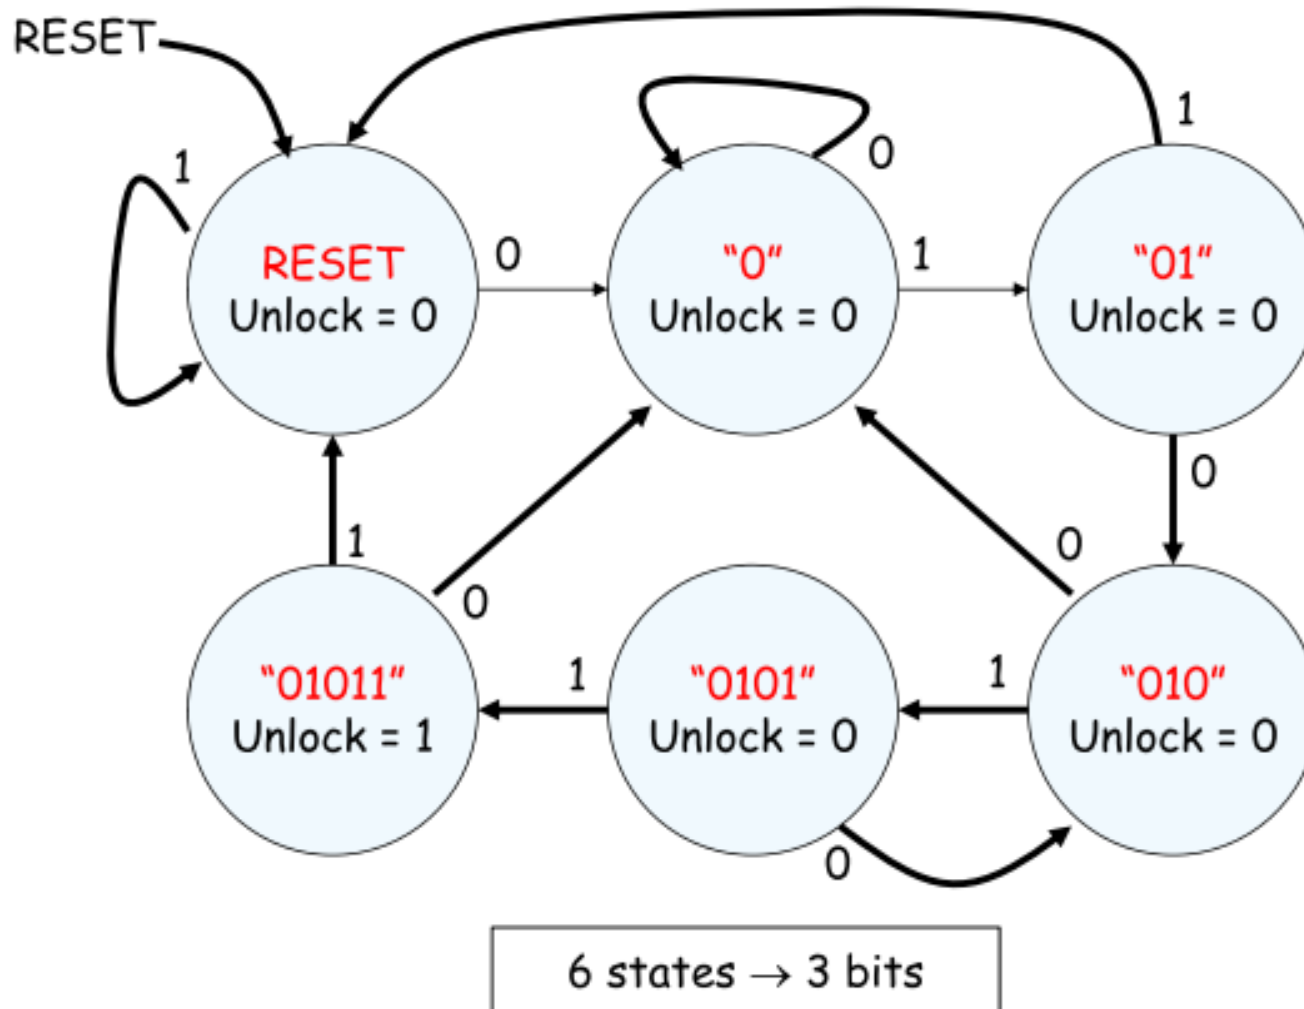 RESET
1
1
0
RESET
Unlock = 0
0
“0”
Unlock = 0
1
“01”
Unlock = 0
0
1
0
0
“01011”
Unlock = 1
1
“0101”
Unlock = 0
1
“010”
Unlock = 0
0
6 states → 3 bits